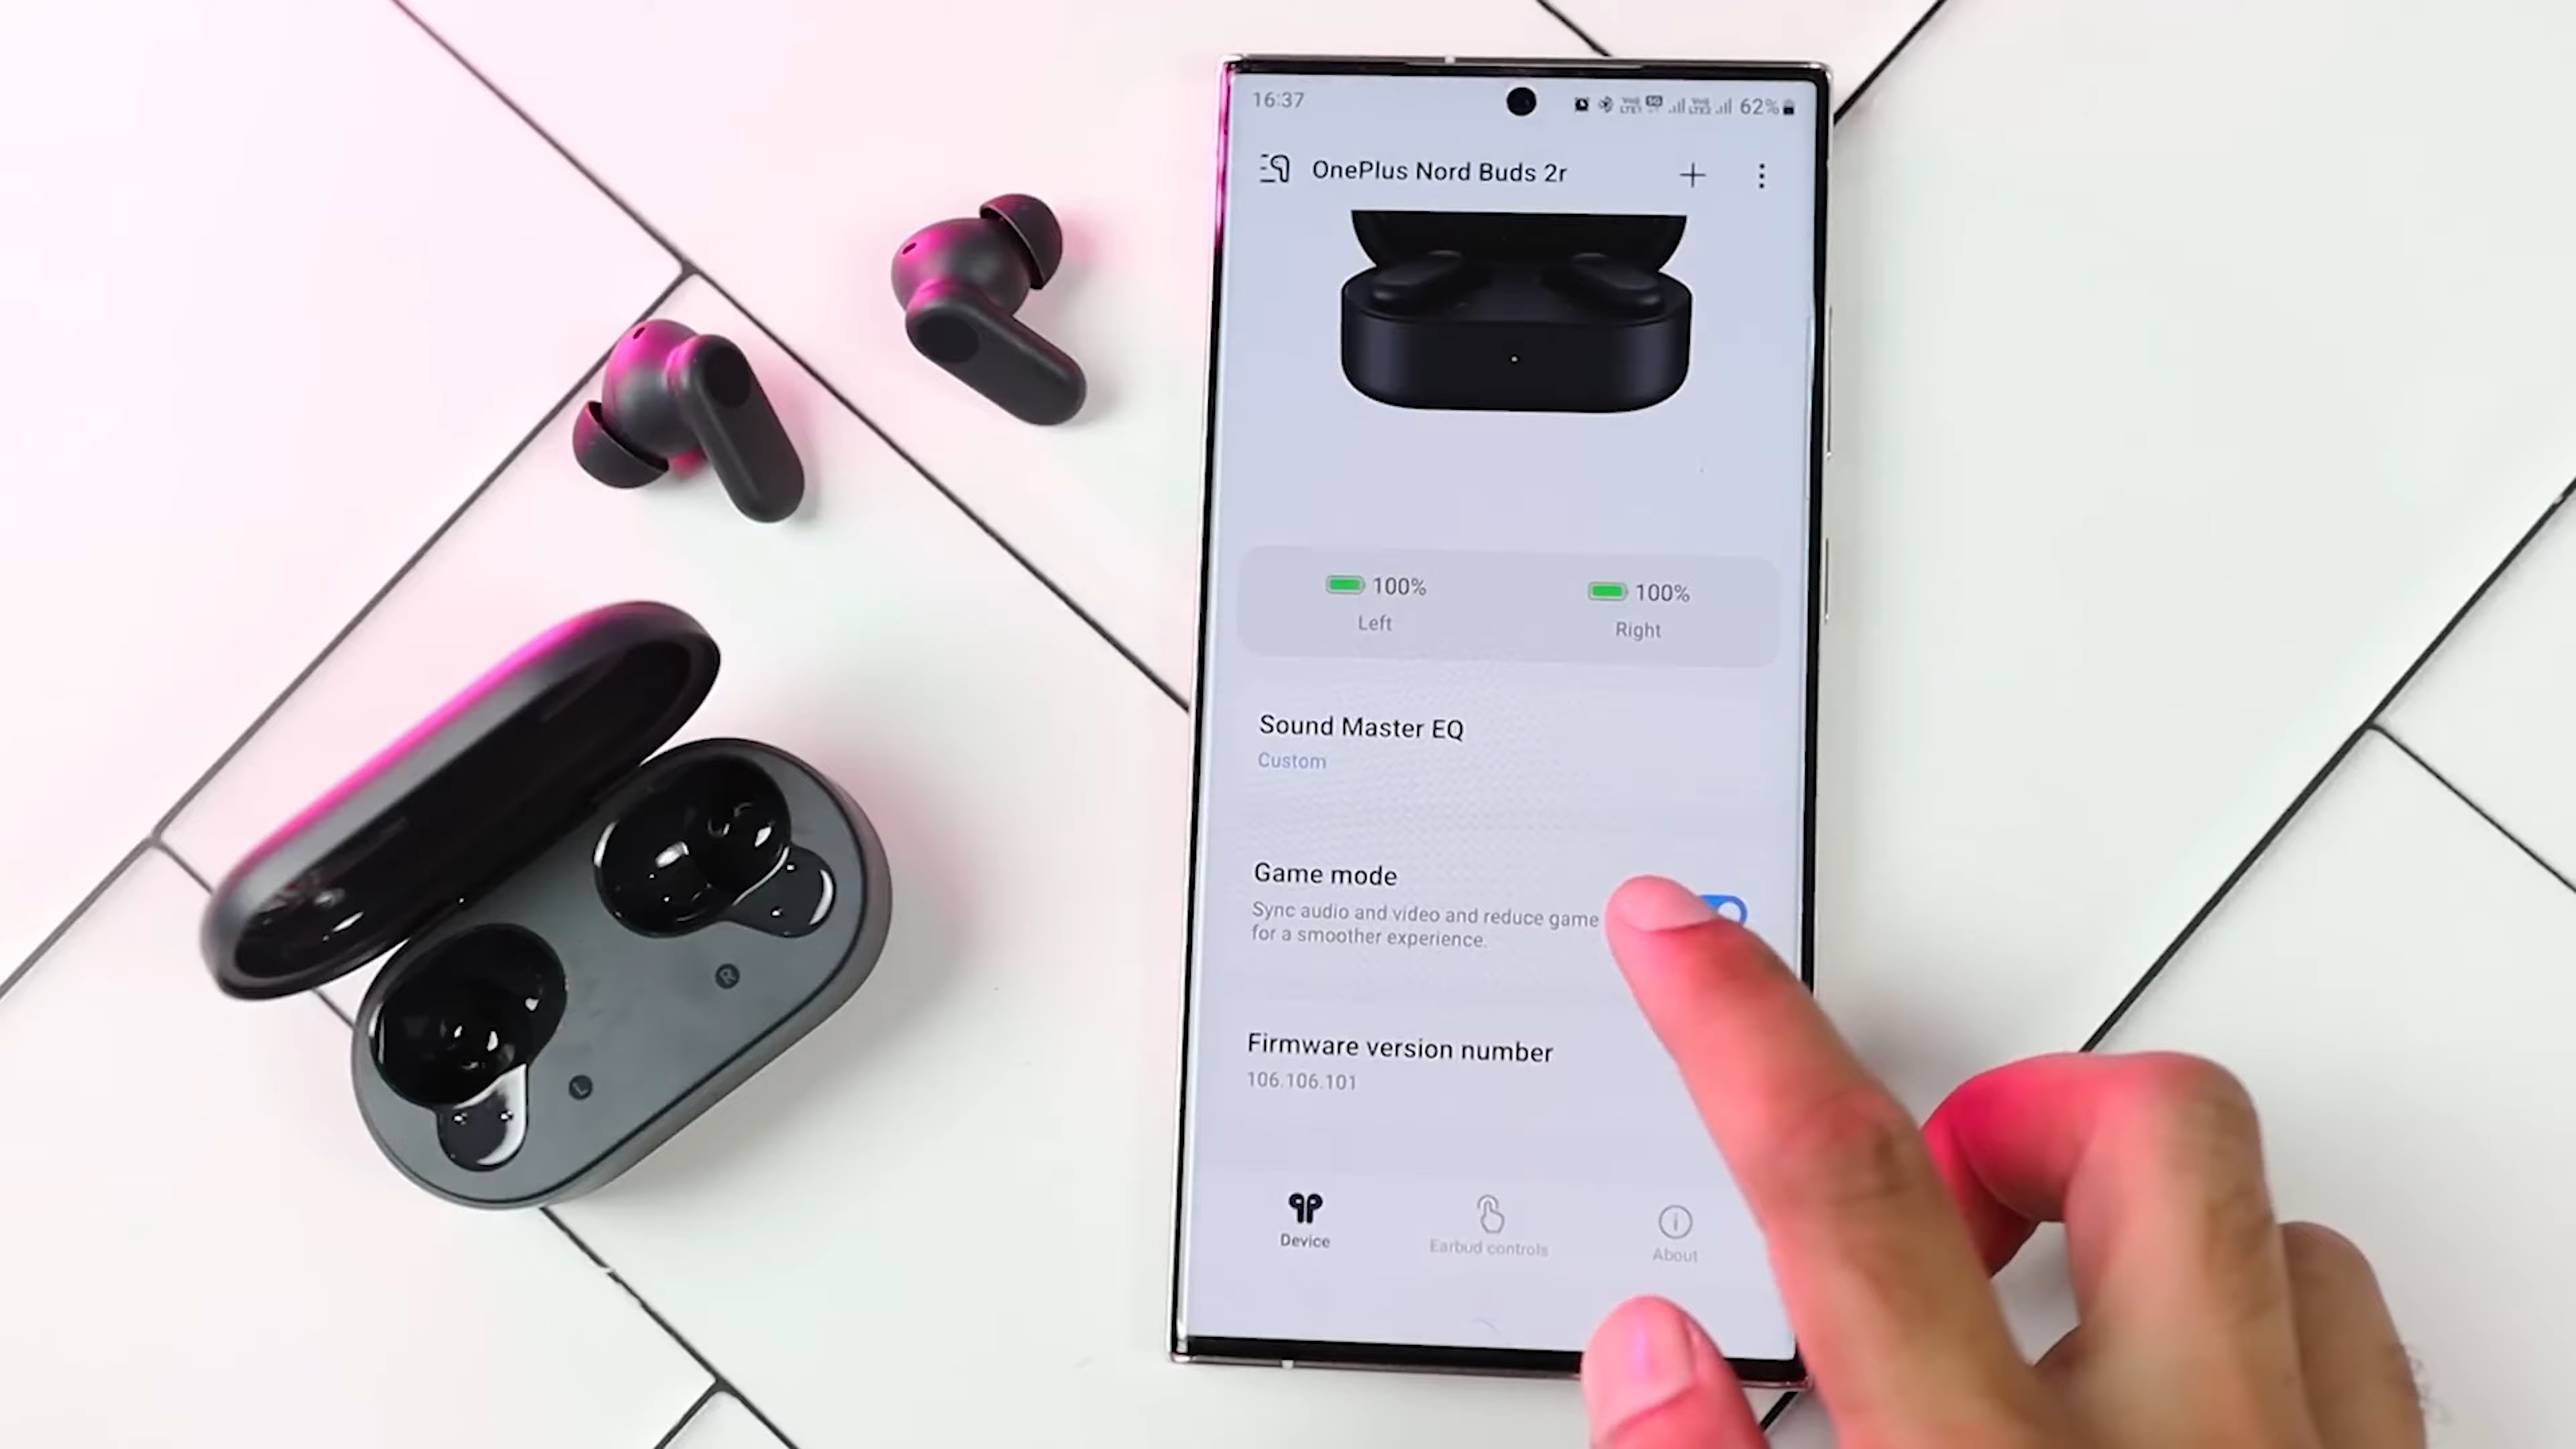 16:37
62%
OnePlus Nord Buds 2r
100%
100%
Left
Right
Sound Master EQ
Custom
Game mode
Sync audio and video and reduce game
for a smoother experience.
Firmware version number
106.106.101
Device
Earbud controls
About
R
L